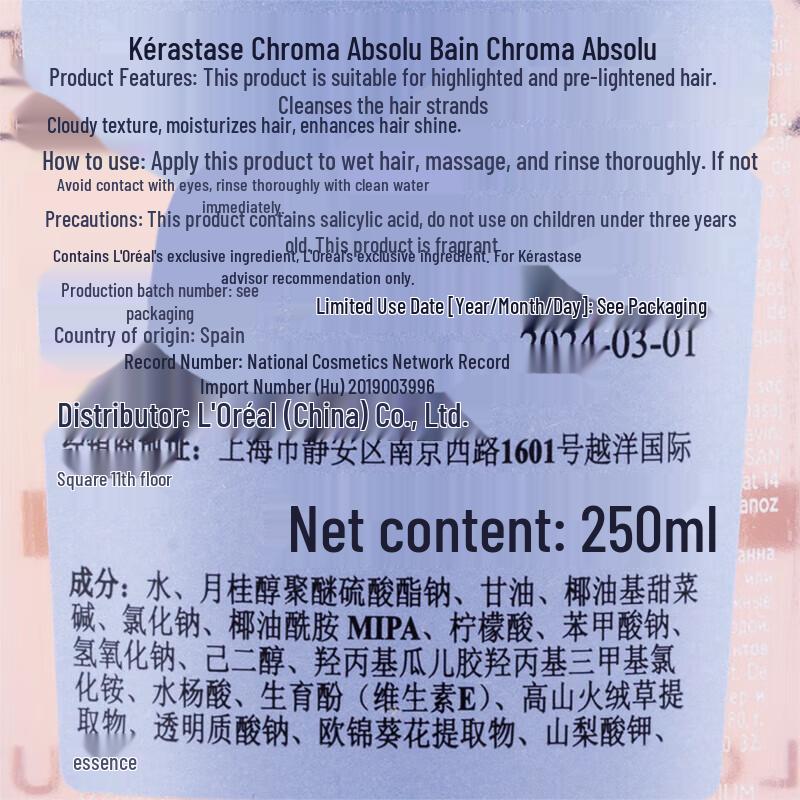 Kérastase Chroma Absolu Bain Chroma Absolu
Product Features: This product is suitable for highlighted and pre-lightened hair.
Cleanses the hair strands
Cloudy texture, moisturizes hair, enhances hair shine.
How to use: Apply this product to wet hair, massage, and rinse thoroughly. If not
Avoid contact with eyes, rinse thoroughly with clean water
immediately.
Precautions: This product contains salicylic acid, do not use on children under three years
old. This product is fragrant
Contains L'Oréal's exclusive ingredient, L'Oréal's exclusive ingredient. For Kérastase
advisor recommendation only.
Production batch number: see
packaging
Limited Use Date [Year/Month/Day]: See Packaging
2024-03-01
Country of origin: Spain
Record Number: National Cosmetics Network Record
Import Number (Hu) 2019003996
Distributor: L'Oréal (China) Co., Ltd.
经销商地址：上海市静安区南京西路1601号越洋国际
Square 11th floor
Net content: 250ml
成分：水、月桂醇聚醚硫酸酯钠、甘油、椰油基甜菜
碱、氯化钠、椰油酰胺 MIPA、柠檬酸、苯甲酸钠、
氢氧化钠、己二醇、羟丙基瓜儿胶羟丙基三甲基氯
化铵、水杨酸、生育酚（维生素E）、高山火绒草提
取物，透明质酸钠、欧锦葵花提取物、山梨酸钾、
essence